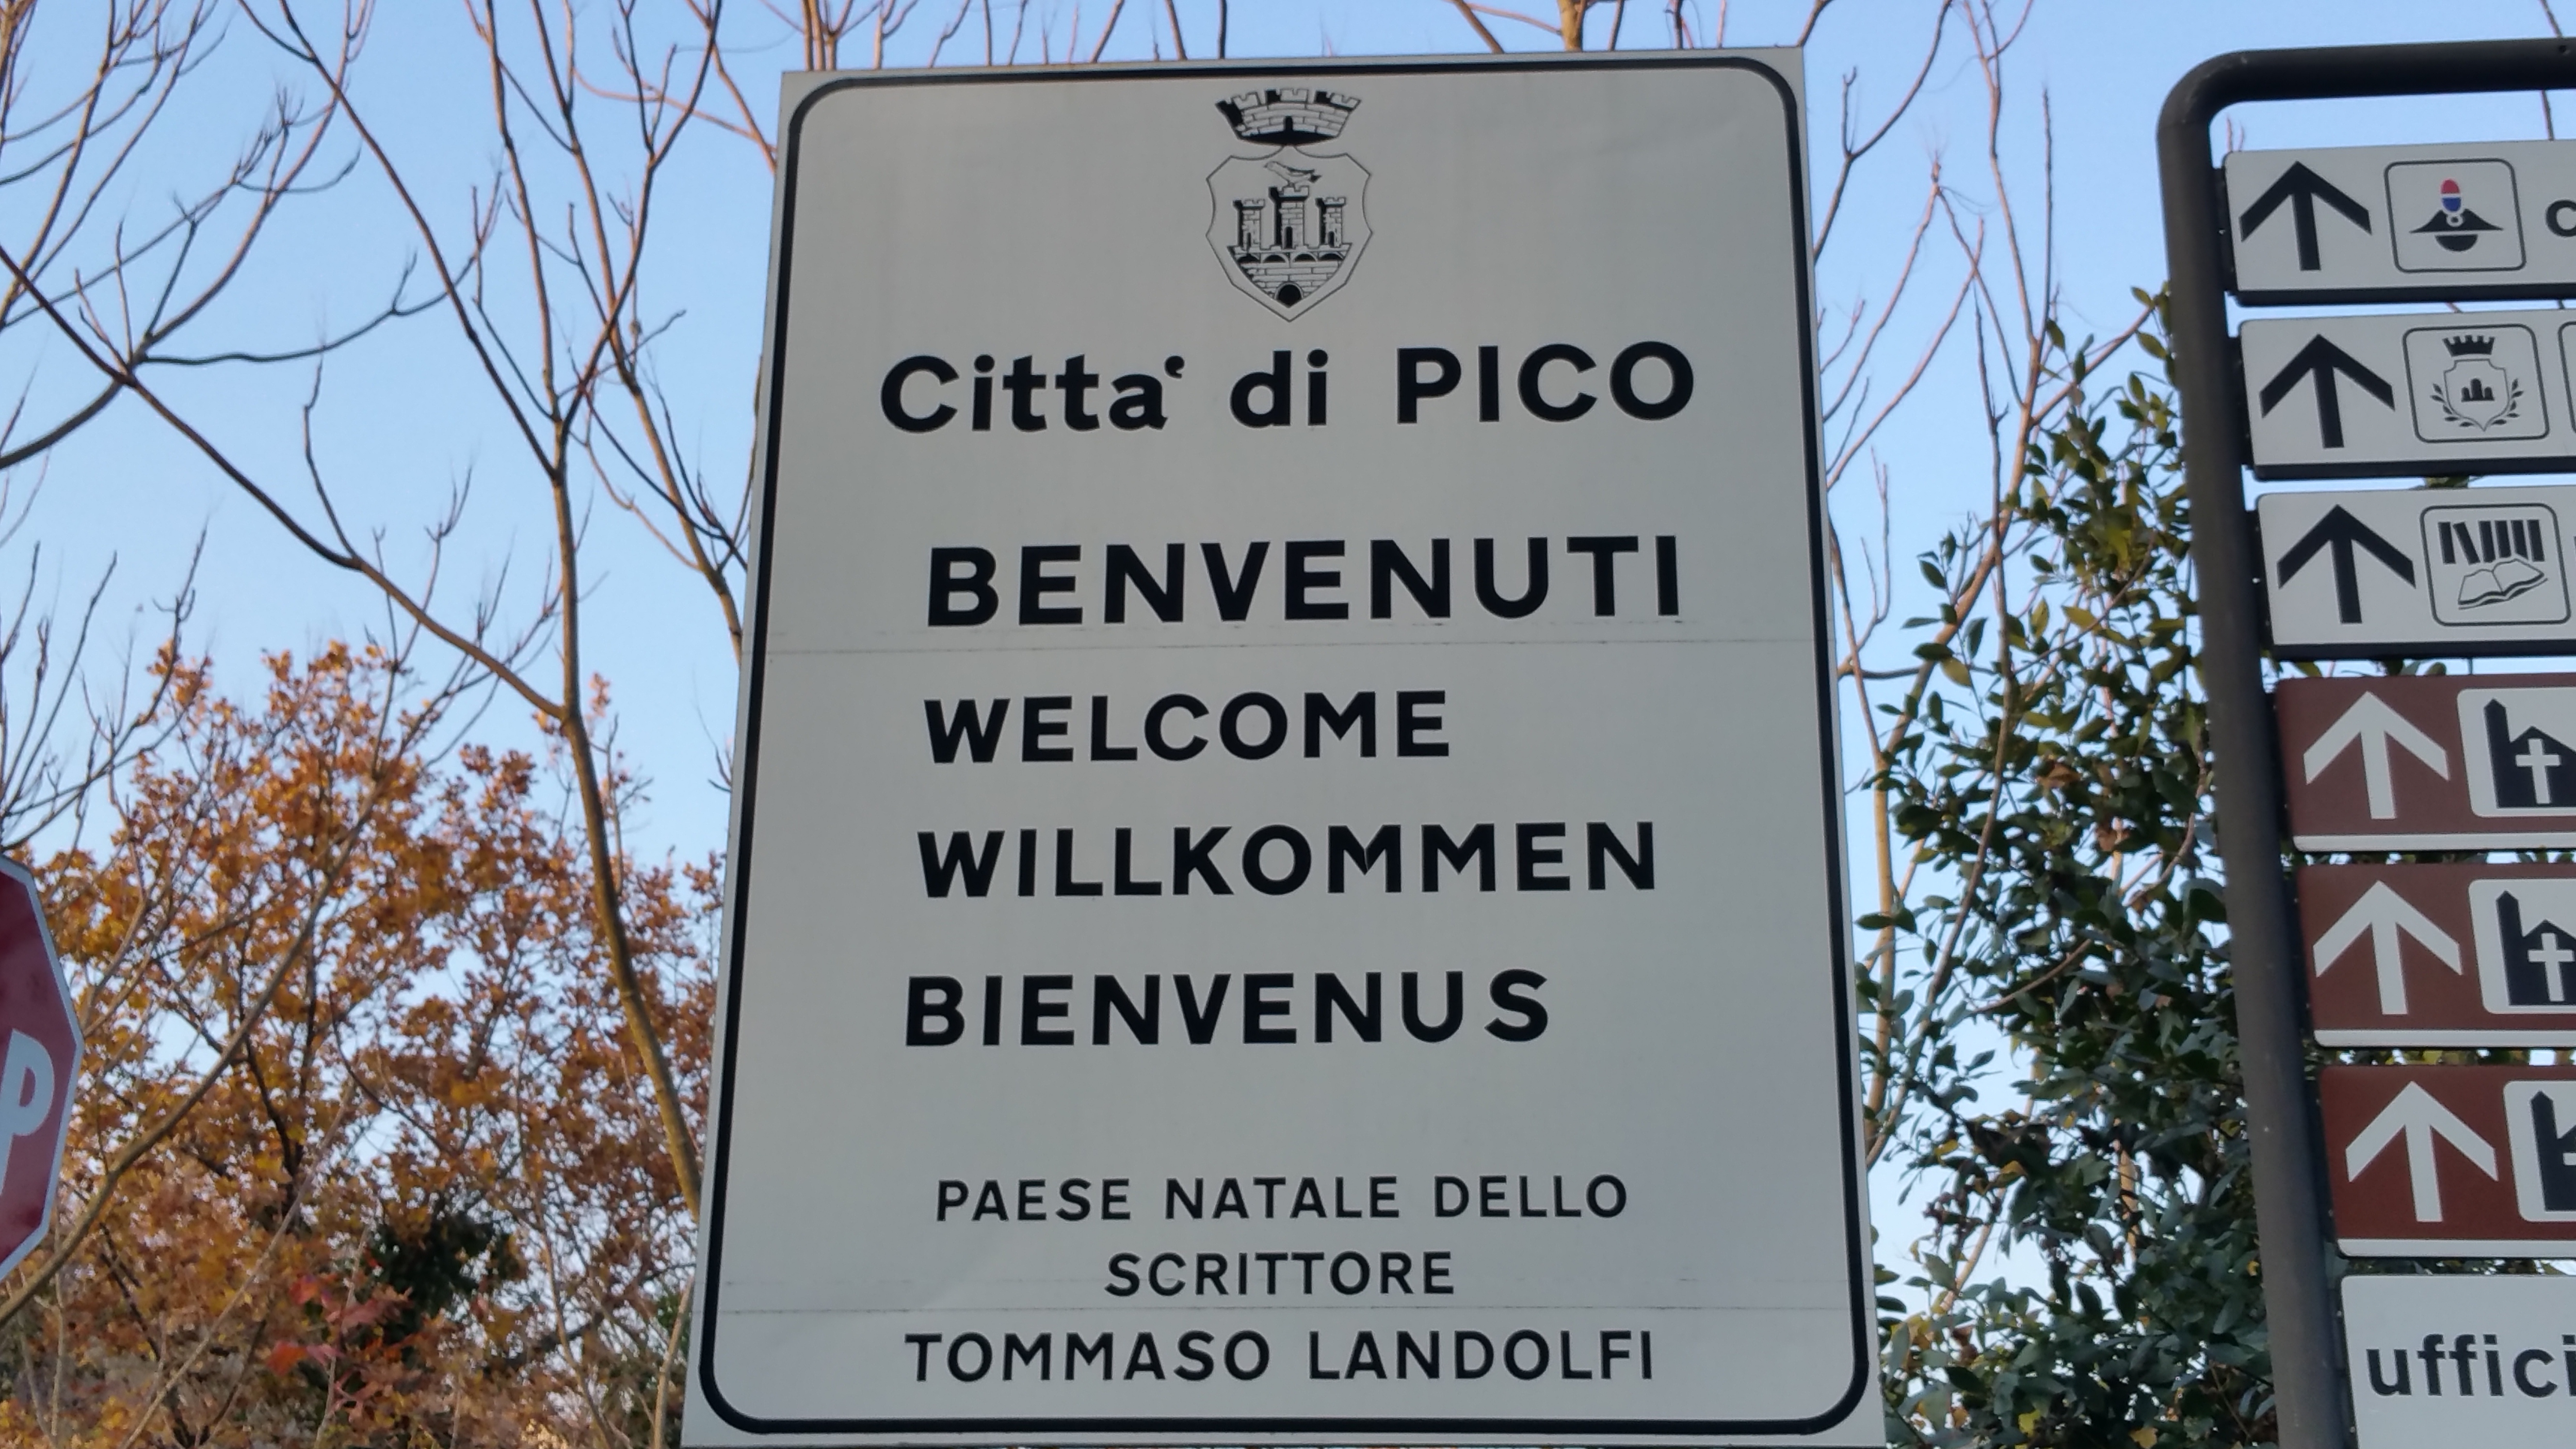 Citta' di PICO
BENVENUTI
WELCOME
WILLKOMMEN
BIENVENUS
PAESE NATALE DELLO
SCRITTORE
TOMMASO LANDOLFI
P
c
uffici